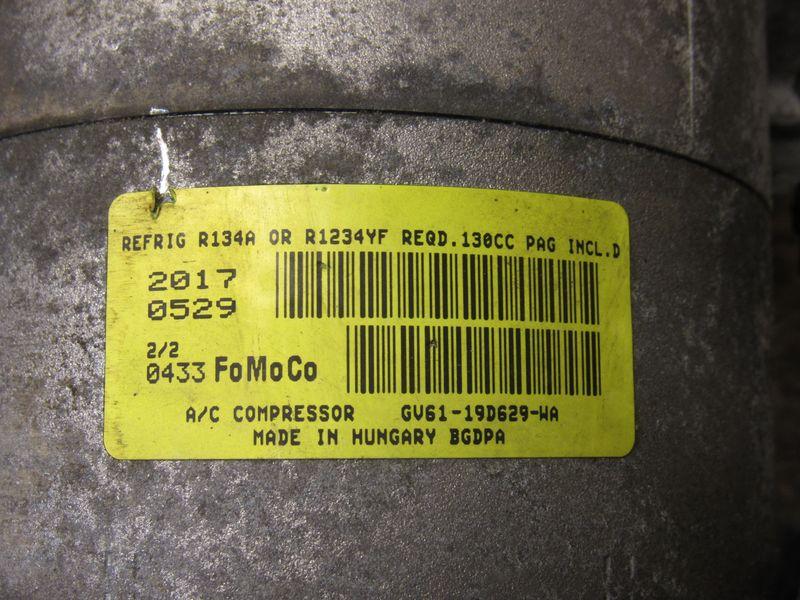 REFRIG R134A OR R1234YF REQD.130CC PAG INCL.D
2017
0529
2/2
0433 FoMoCo
A/C COMPRESSOR GV61-19D629-WA
MADE IN HUNGARY BGDPA